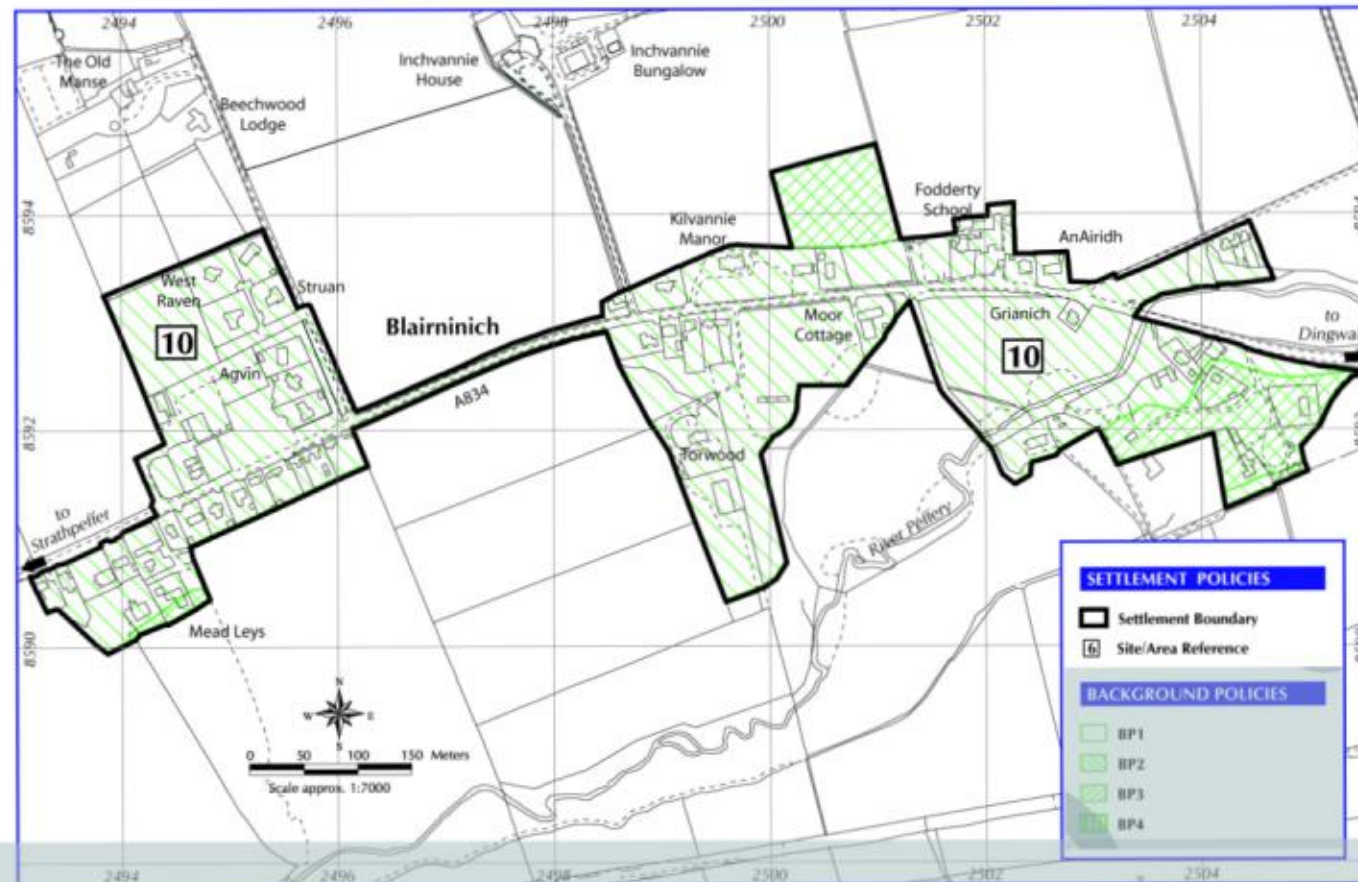 2494
2496
2498
2500
2502
2504
The Old
Manse
Beechwood
Lodge
Inchvannie
House
Inchvannie
Bungalow
8594
Kilvannie
Manor
Fodderty
School
AnAiridh
West
Raven
Struan
10
Blairninich
Moor
Cottage
Grianich
10
to
Dingwa
Agvin
A834
8592
Torwood
to
Strathpeffer
River Peffery
8590
Mead Leys
N
W E
S
0 50 100 150 Meters
Scale approx. 1:7000
SETTLEMENT POLICIES
Settlement Boundary
6 Site/Area Reference
BACKGROUND POLICIES
BP1
BP2
BP3
BP4
2494
2496
2498
2500
2502
2504